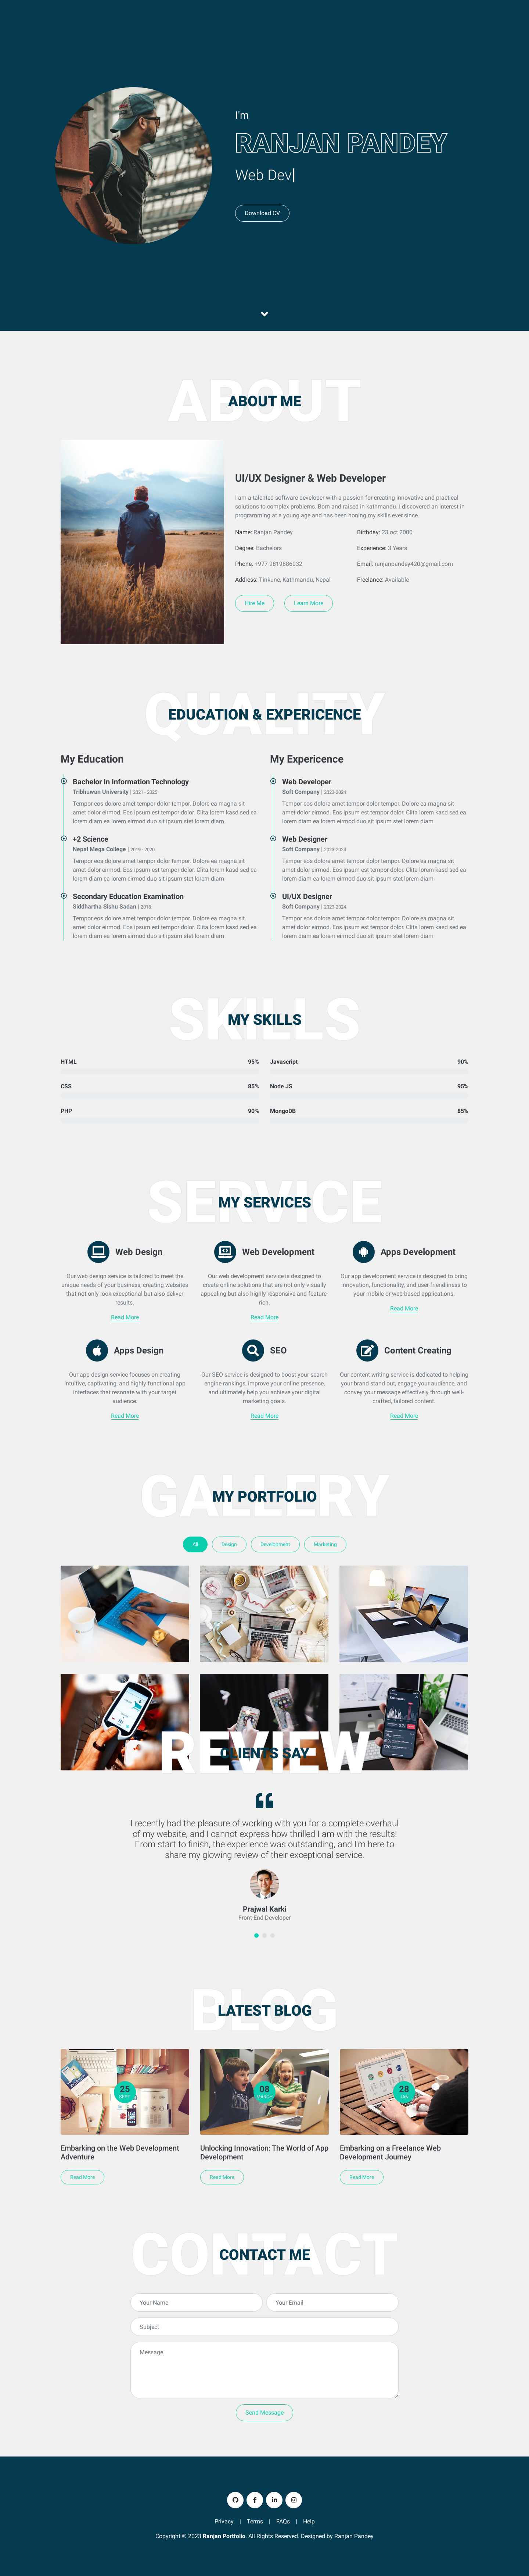 I'm
RANJAN PANDEY
Web Dev
Download CV
ABOUT
ABOUT ME
UI/UX Designer & Web Developer
I am a talented software developer with a passion for creating innovative and practical
solutions to complex problems. Born and raised in kathmandu. I discovered an interest in
programming at a young age and has been honing my skills ever since.
Name: Ranjan Pandey
Birthday: 23 oct 2000
Degree: Bachelors
Experience: 3 Years
Phone: +977 9819886032
Email: ranjanpandey420@gmail.com
Address: Tinkune, Kathmandu, Nepal
Freelance: Available
Hire Me
Learn More
QUALITY
EDUCATION & EXPERICENCE
My Education
Bachelor In Information Technology
Tribhuwan University | 2021 - 2025
Tempor eos dolore amet tempor dolor tempor. Dolore ea magna sit
amet dolor eirmod. Eos ipsum est tempor dolor. Clita lorem kasd sed ea
lorem diam ea lorem eirmod duo sit ipsum stet lorem diam
+2 Science
Nepal Mega College | 2019 - 2020
Tempor eos dolore amet tempor dolor tempor. Dolore ea magna sit
amet dolor eirmod. Eos ipsum est tempor dolor. Clita lorem kasd sed ea
lorem diam ea lorem eirmod duo sit ipsum stet lorem diam
Secondary Education Examination
Siddhartha Sishu Sadan | 2018
Tempor eos dolore amet tempor dolor tempor. Dolore ea magna sit
amet dolor eirmod. Eos ipsum est tempor dolor. Clita lorem kasd sed ea
lorem diam ea lorem eirmod duo sit ipsum stet lorem diam
My Expericence
Web Developer
Soft Company | 2023-2024
Tempor eos dolore amet tempor dolor tempor. Dolore ea magna sit
amet dolor eirmod. Eos ipsum est tempor dolor. Clita lorem kasd sed ea
lorem diam ea lorem eirmod duo sit ipsum stet lorem diam
Web Designer
Soft Company | 2023-2024
Tempor eos dolore amet tempor dolor tempor. Dolore ea magna sit
amet dolor eirmod. Eos ipsum est tempor dolor. Clita lorem kasd sed ea
lorem diam ea lorem eirmod duo sit ipsum stet lorem diam
UI/UX Designer
Soft Company | 2023-2024
Tempor eos dolore amet tempor dolor tempor. Dolore ea magna sit
amet dolor eirmod. Eos ipsum est tempor dolor. Clita lorem kasd sed ea
lorem diam ea lorem eirmod duo sit ipsum stet lorem diam
SKILLS
MY SKILLS
HTML 95%
Javascript 90%
CSS 85%
Node JS 95%
PHP 90%
MongoDB 85%
SERVICE
MY SERVICES
Web Design
Our web design service is tailored to meet the
unique needs of your business, creating websites
that not only look exceptional but also deliver
results.
Read More
Web Development
Our web development service is designed to
create online solutions that are not only visually
appealing but also highly responsive and feature-
rich.
Read More
Apps Development
Our app development service is designed to bring
innovation, functionality, and user-friendliness to
your mobile or web-based applications.
Read More
Apps Design
Our app design service focuses on creating
intuitive, captivating, and highly functional app
interfaces that resonate with your target
audience.
Read More
SEO
Our SEO service is designed to boost your search
engine rankings, improve your online presence,
and ultimately help you achieve your digital
marketing goals.
Read More
Content Creating
Our content writing service is dedicated to helping
your brand stand out, engage your audience, and
convey your message effectively through well-
crafted, tailored content.
Read More
GALLERY
MY PORTFOLIO
All
Design
Development
Marketing
REVIEW
CLIENTS SAY
I recently had the pleasure of working with you for a complete overhaul
of my website, and I cannot express how thrilled I am with the results!
From start to finish, the experience was outstanding, and I'm here to
share my glowing review of their exceptional service.
Prajwal Karki
Front-End Developer
BLOG
LATEST BLOG
25
SEPT
Embarking on the Web Development
Adventure
Read More
08
MARCH
Unlocking Innovation: The World of App
Development
Read More
28
JAN
Embarking on a Freelance Web
Development Journey
Read More
CONTACT
CONTACT ME
Your Name
Your Email
Subject
Message
Send Message
Privacy | Terms | FAQs | Help
Copyright © 2023 Ranjan Portfolio. All Rights Reserved. Designed by Ranjan Pandey